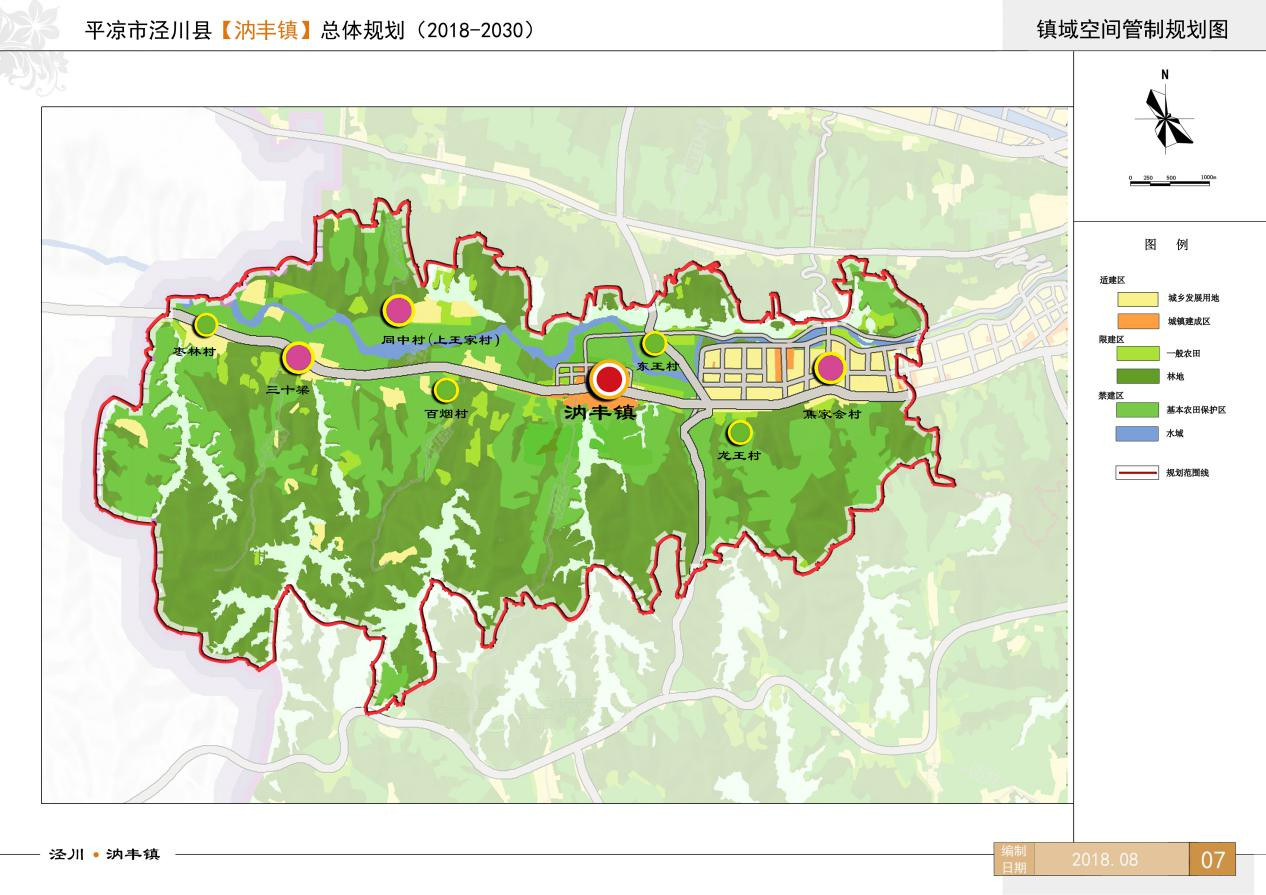 平凉市泾川县【汭丰镇】总体规划（2018-2030）
镇域空间管制规划图
N
0 250 500 1000m
图 例
适建区
城乡发展用地
城镇建成区
限建区
一般农田
林地
禁建区
基本农田保护区
水域
规划范围线
枣林村
三十梁
同中村(上王家村)
百烟村
东王村
汭丰镇
焦家会村
龙王村
泾川·汭丰镇
编制
日期
2018.08
07